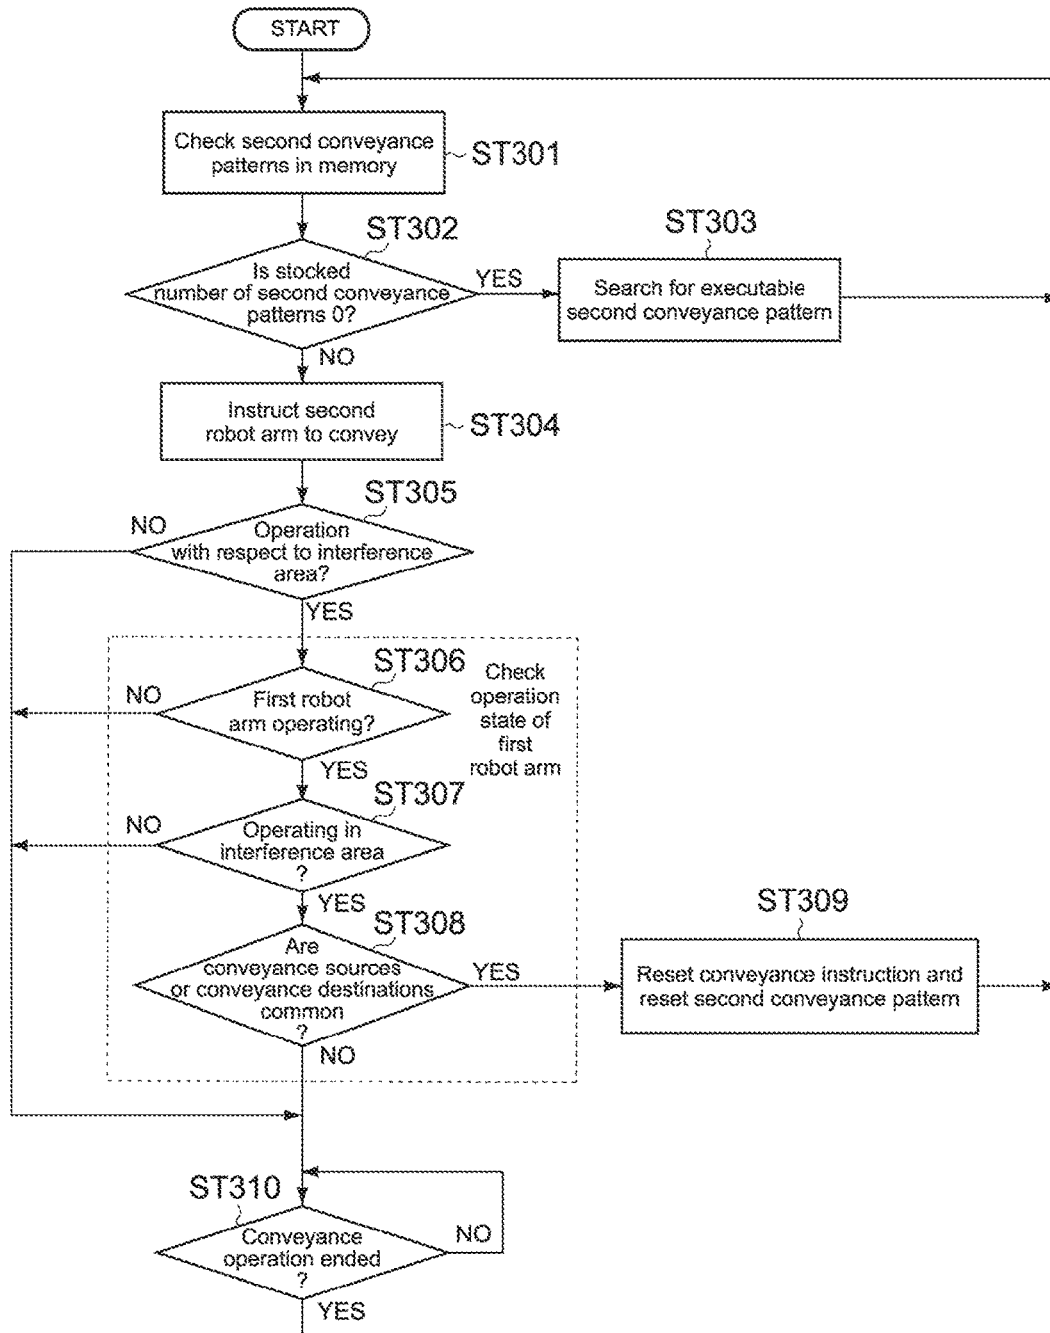 START
Check second conveyance
patterns in memory
ST301
ST302
Is stocked
number of second conveyance
patterns 0?
YES
NO
ST303
Search for executable
second conveyance pattern
Instruct second
robot arm to convey
ST304
ST305
NO
Operation
with respect to interference
area?
YES
ST306
Check
operation
state of
first
robot arm
NO
First robot
arm operating?
YES
ST307
NO
Operating in
interference area
?
YES
ST308
Are
conveyance sources
or conveyance destinations
common
?
YES
NO
ST309
Reset conveyance instruction and
reset second conveyance pattern
ST310
Conveyance
operation ended
?
NO
YES